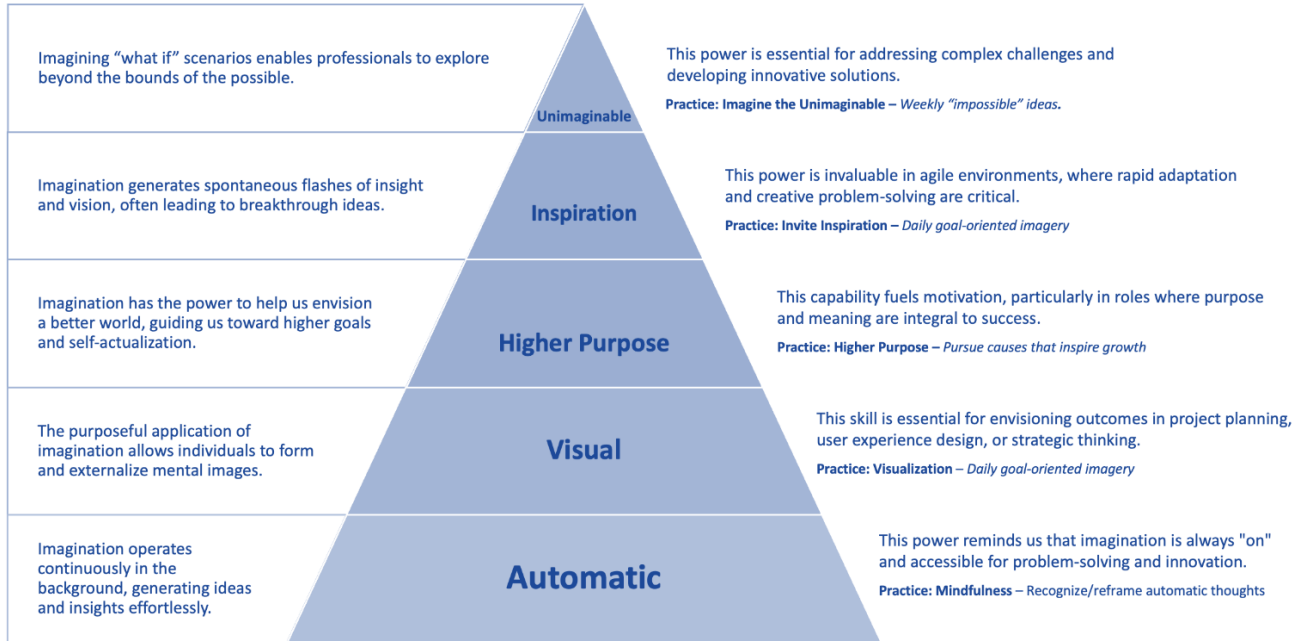 Imagining “what if” scenarios enables professionals to explore
beyond the bounds of the possible.
Unimaginable
This power is essential for addressing complex challenges and
developing innovative solutions.
Practice: Imagine the Unimaginable – Weekly “impossible” ideas.
Imagination generates spontaneous flashes of insight
and vision, often leading to breakthrough ideas.
Inspiration
This power is invaluable in agile environments, where rapid adaptation
and creative problem-solving are critical.
Practice: Invite Inspiration – Daily goal-oriented imagery
Imagination has the power to help us envision
a better world, guiding us toward higher goals
and self-actualization.
Higher Purpose
This capability fuels motivation, particularly in roles where purpose
and meaning are integral to success.
Practice: Higher Purpose – Pursue causes that inspire growth
The purposeful application of
imagination allows individuals to form
and externalize mental images.
Visual
This skill is essential for envisioning outcomes in project planning,
user experience design, or strategic thinking.
Practice: Visualization – Daily goal-oriented imagery
Imagination operates
continuously in the
background, generating ideas
and insights effortlessly.
Automatic
This power reminds us that imagination is always "on"
and accessible for problem-solving and innovation.
Practice: Mindfulness – Recognize/reframe automatic thoughts